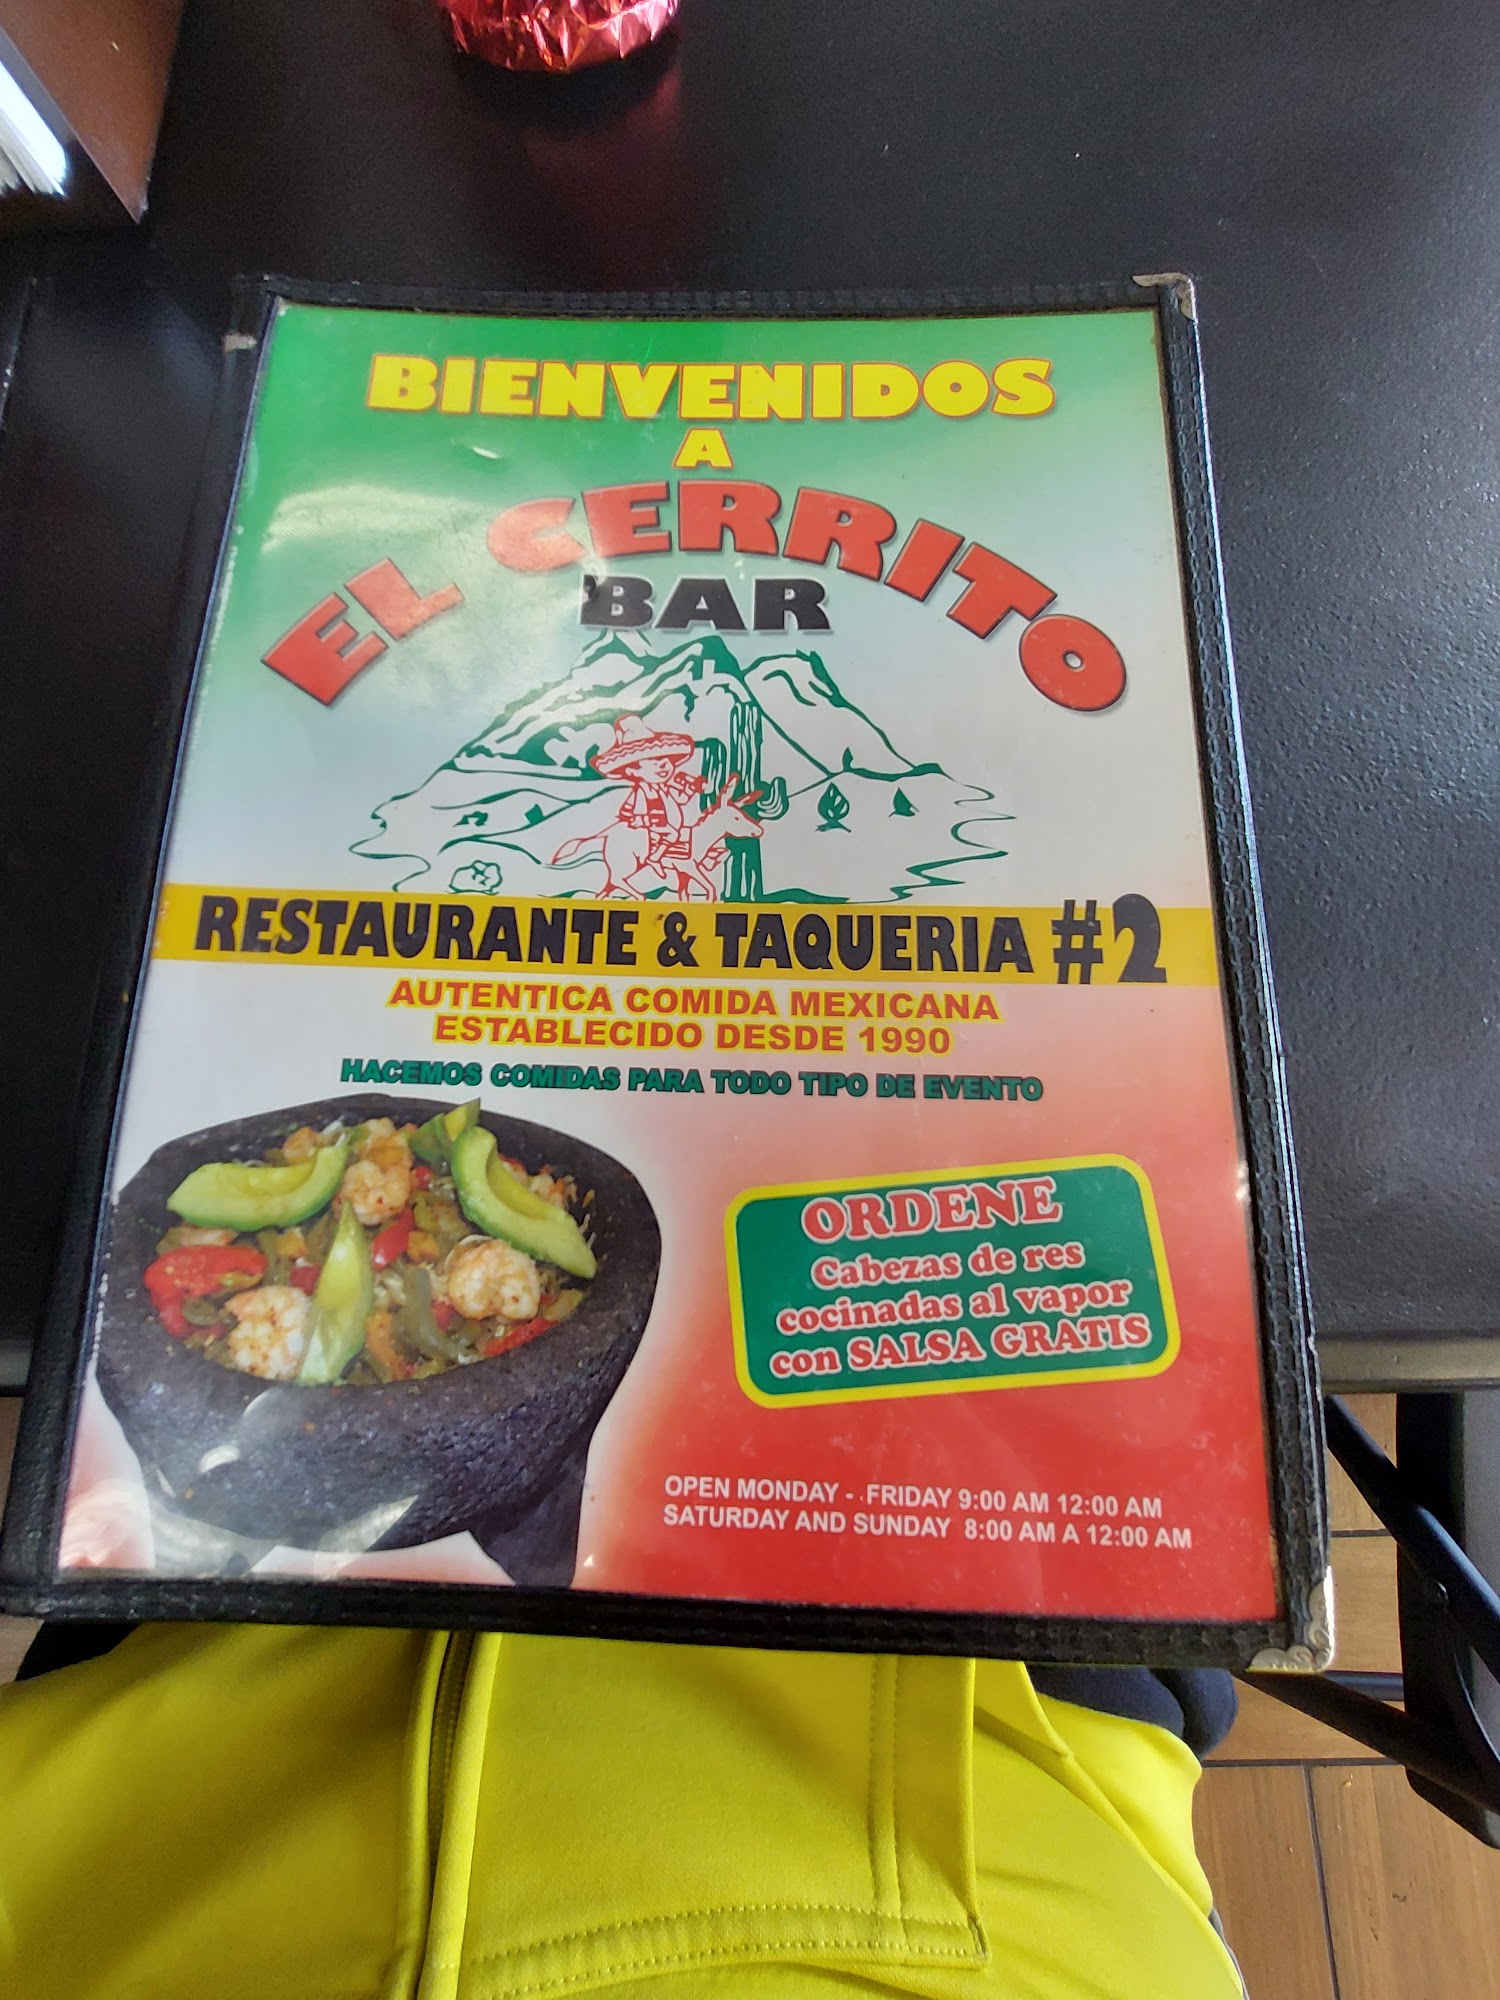 BIENVENIDOS
A
EL CERRITO
BAR
RESTAURANTE & TAQUERIA #2
AUTENTICA COMIDA MEXICANA
ESTABLECIDO DESDE 1990
HACEMOS COMIDAS PARA TODO TIPO DE EVENTO
ORDENE
Cabezas de res
cocinadas al vapor
con SALSA GRATIS
OPEN MONDAY - FRIDAY 9:00 AM 12:00 AM
SATURDAY AND SUNDAY 8:00 AM A 12:00 AM